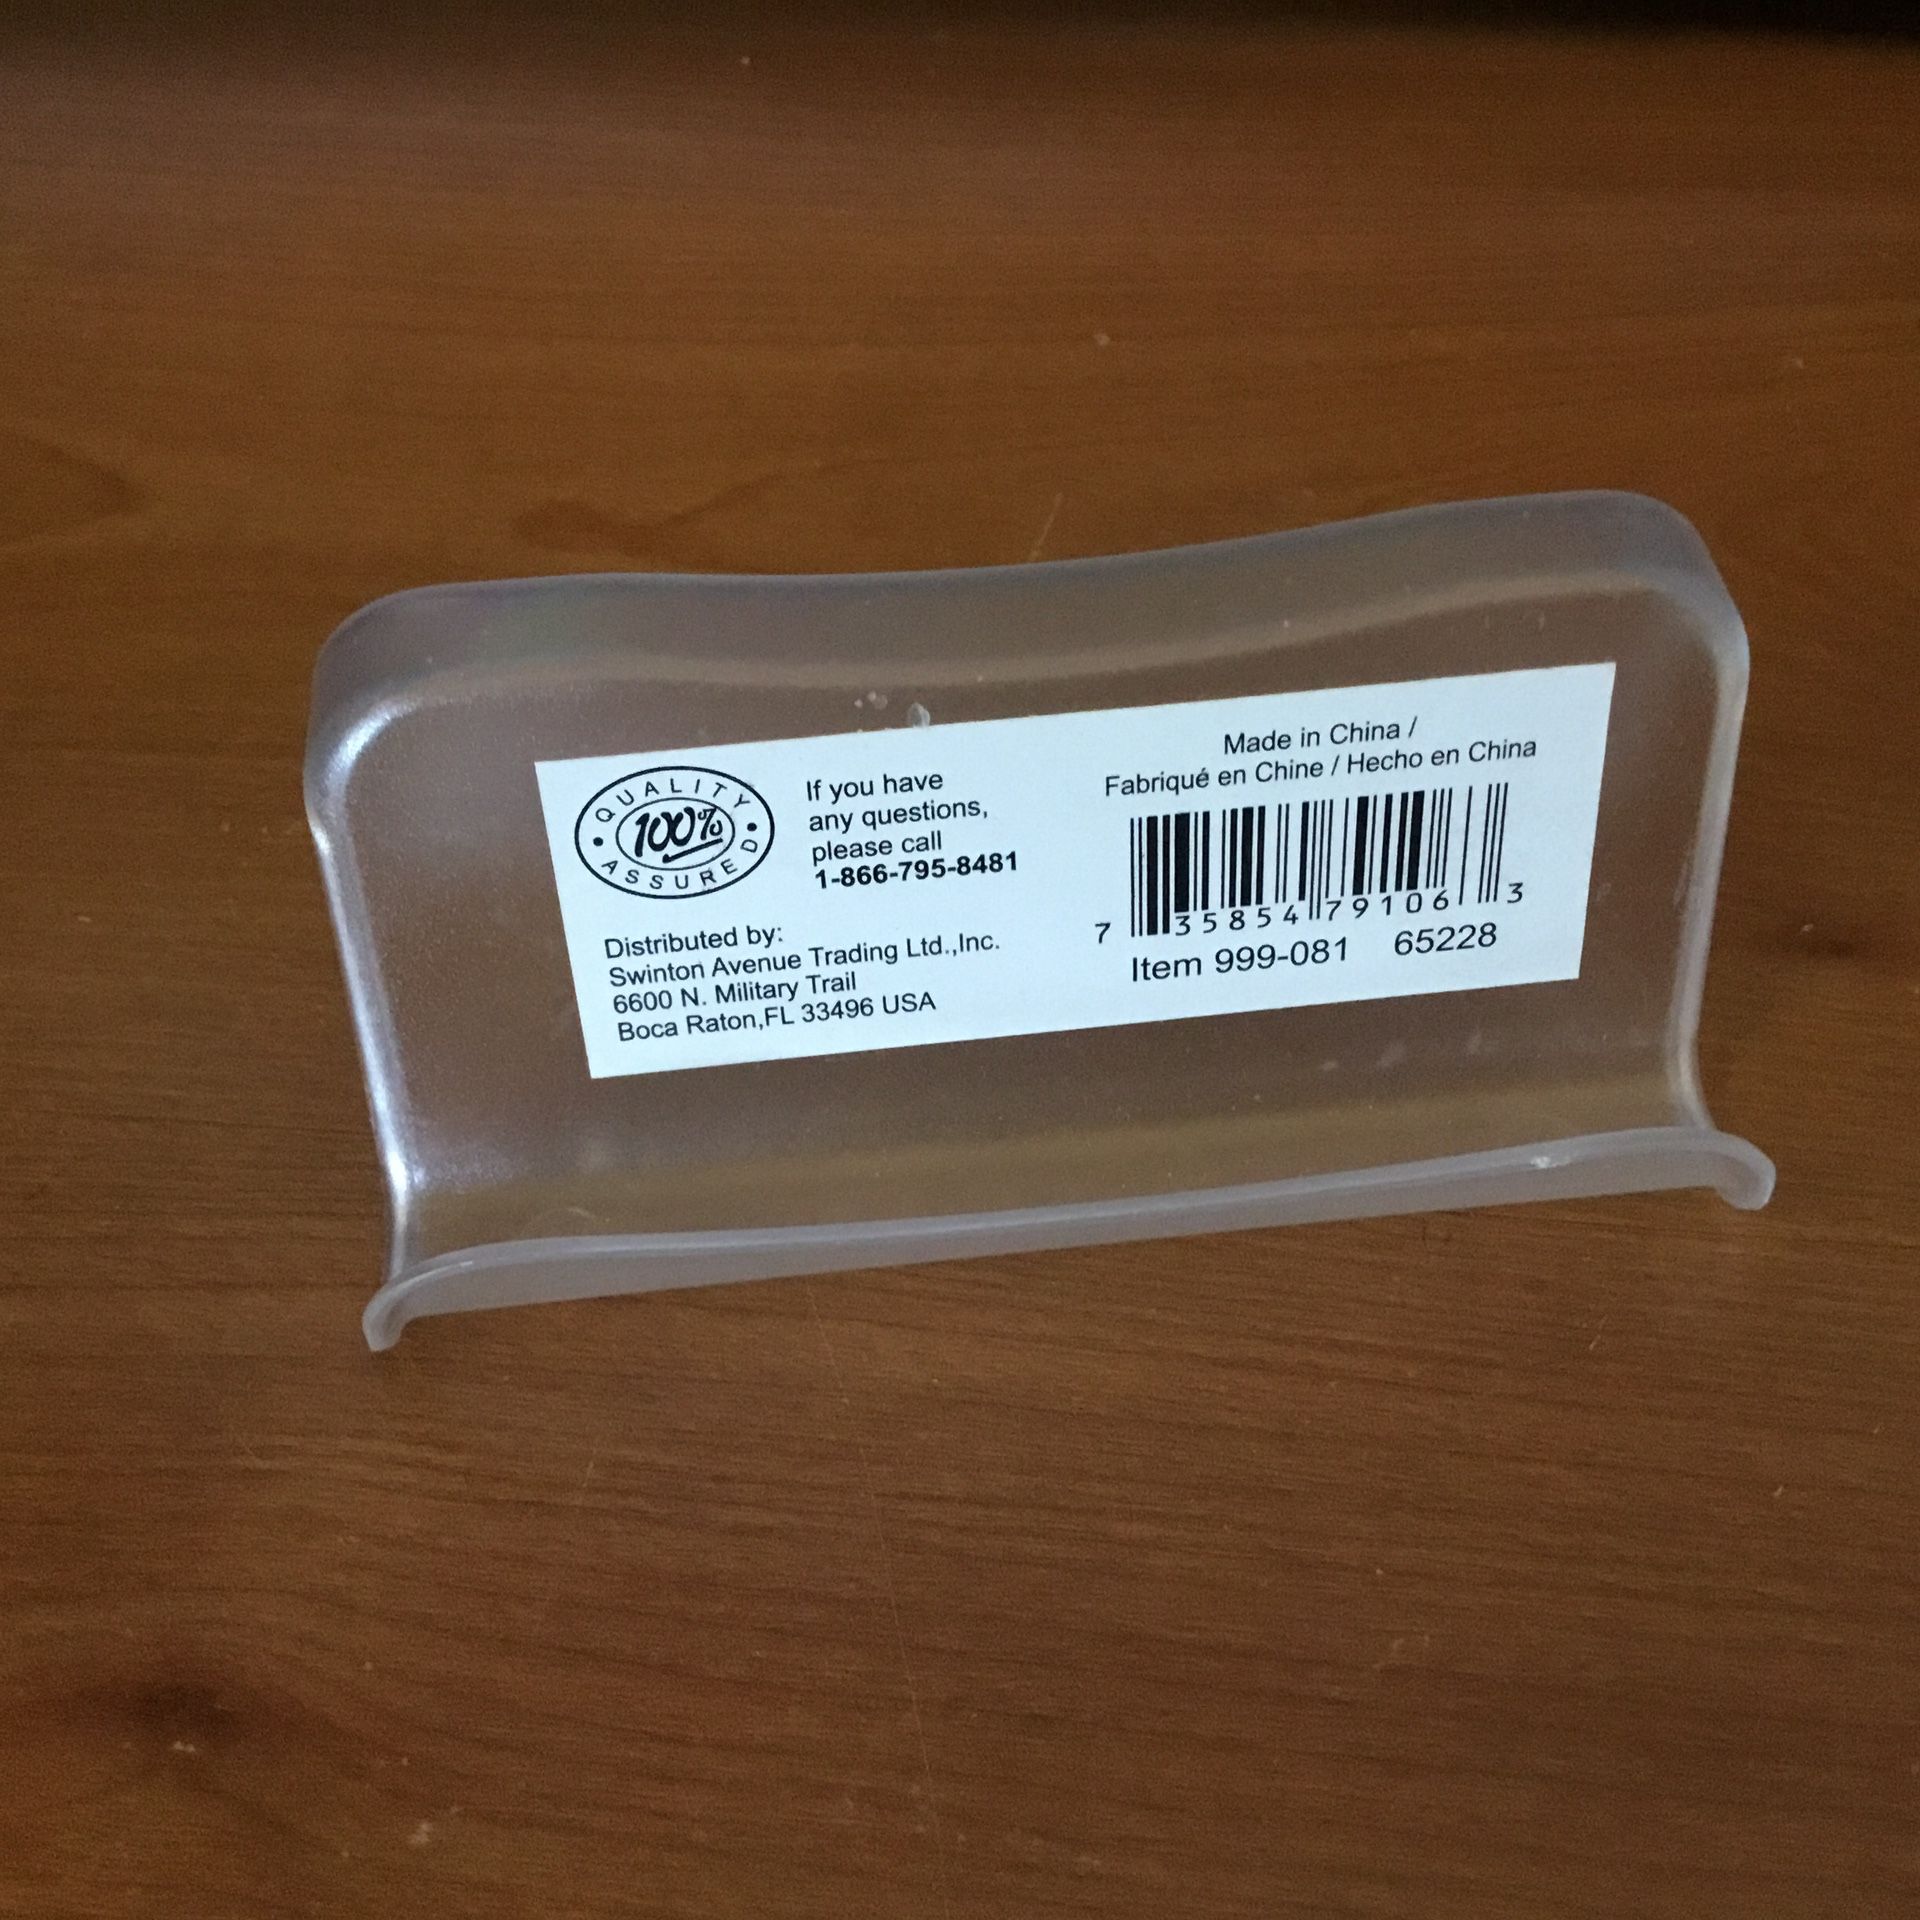 QUALITY
100%
ASSURED
If you have
any questions,
please call
1-866-795-8481
Distributed by:
Swinton Avenue Trading Ltd.,Inc.
6600 N. Military Trail
Boca Raton,FL 33496 USA
Made in China /
Fabriqué en Chine / Hecho en China
7 35854 79106 3
Item 999-081 65228